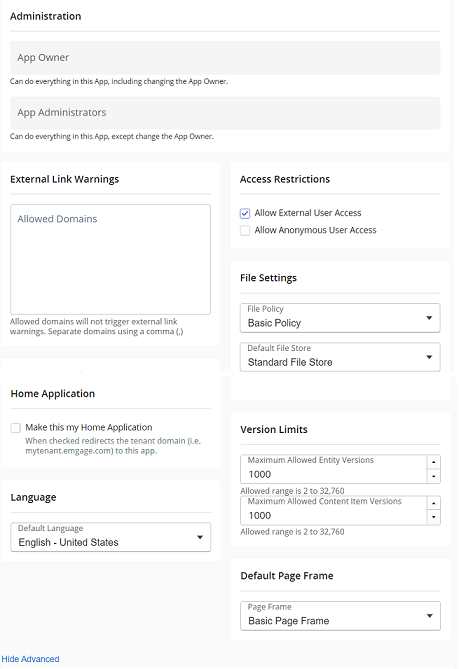 Administration
App Owner
Can do everything in this App, including changing the App Owner.
App Administrators
Can do everything in this App, except change the App Owner.
External Link Warnings
Allowed Domains
Allowed domains will not trigger external link
warnings. Separate domains using a comma (,)
Home Application
Make this my Home Application
When checked redirects the tenant domain (i.e.
mytenant.emgage.com) to this app.
Language
Default Language
English - United States
Access Restrictions
Allow External User Access
Allow Anonymous User Access
File Settings
File Policy
Basic Policy
Default File Store
Standard File Store
Version Limits
Maximum Allowed Entity Versions
1000
Allowed range is 2 to 32,760
Maximum Allowed Content Item Versions
1000
Allowed range is 2 to 32,760
Default Page Frame
Page Frame
Basic Page Frame
Hide Advanced